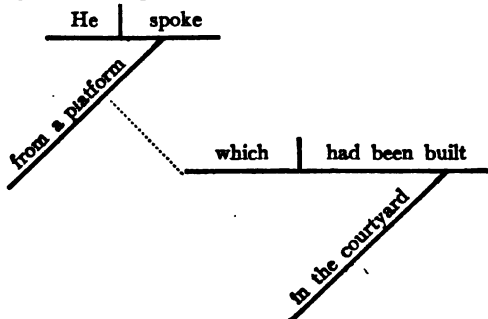 He spoke
from a platform
which had been built
in the courtyard